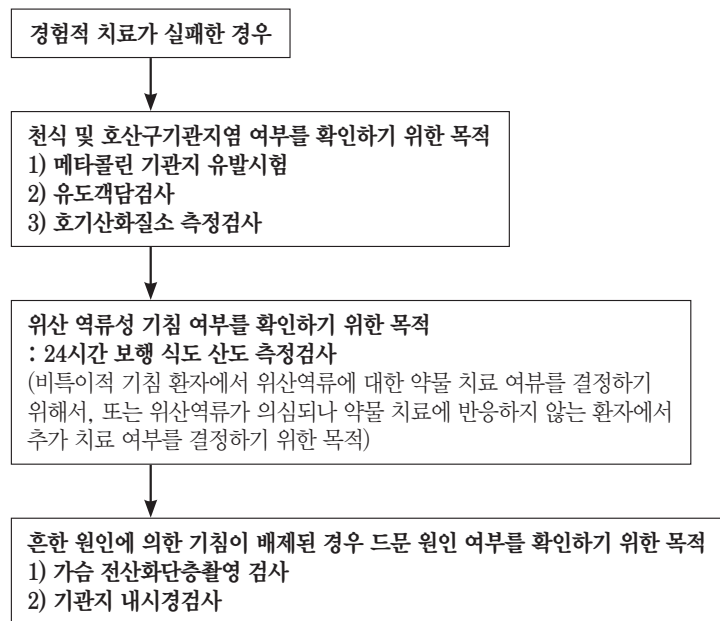 경험적 치료가 실패한 경우
천식 및 호산구기관지염 여부를 확인하기 위한 목적
1) 메타콜린 기관지 유발시험
2) 유도객담검사
3) 호기산화질소 측정검사
위산 역류성 기침 여부를 확인하기 위한 목적
: 24시간 보행 식도 산도 측정검사
(비특이적 기침 환자에서 위산역류에 대한 약물 치료 여뷰를 결정하기
위해서, 또는 위산역류가 의심되나 약물 치료에 반응하지 않는 환자에서
추가 치료 여부를 결정하기 위한 목적)
흔한 원인에 의한 기침이 배제된 경우 드문 원인 여부를 확인하기 위한 목적
1) 가슴 전산화단층촬영 검사
2) 기관지 내시경검사